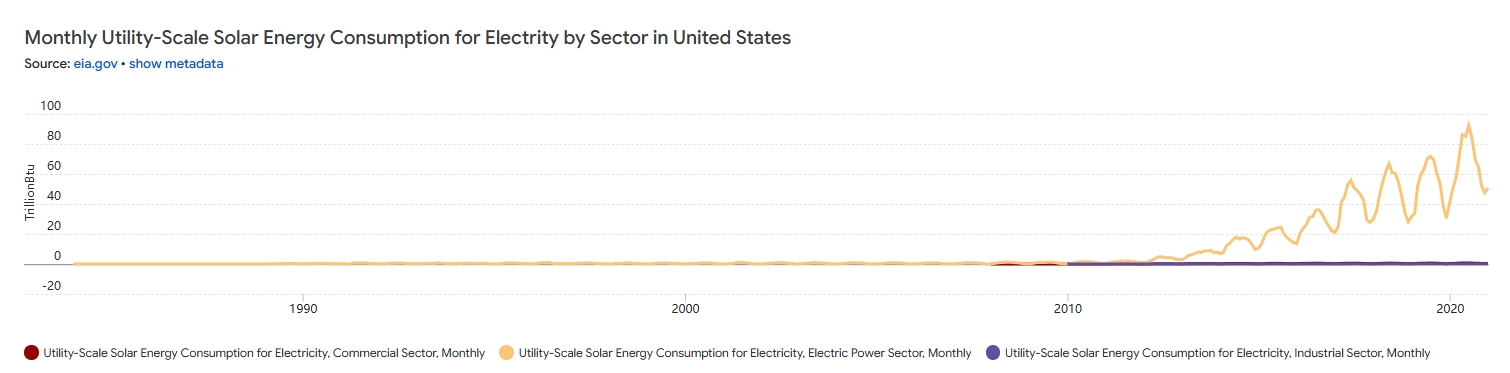 Monthly Utility-Scale Solar Energy Consumption for Electrity by Sector in United States
Source: eia.gov • show metadata
100
80
60
40
20
0
-20
TrillionBtu
1990 2000 2010 2020
Utility-Scale Solar Energy Consumption for Electricity, Commercial Sector, Monthly Utility-Scale Solar Energy Consumption for Electricity, Electric Power Sector, Monthly Utility-Scale Solar Energy Consumption for Electricity, Industrial Sector, Monthly